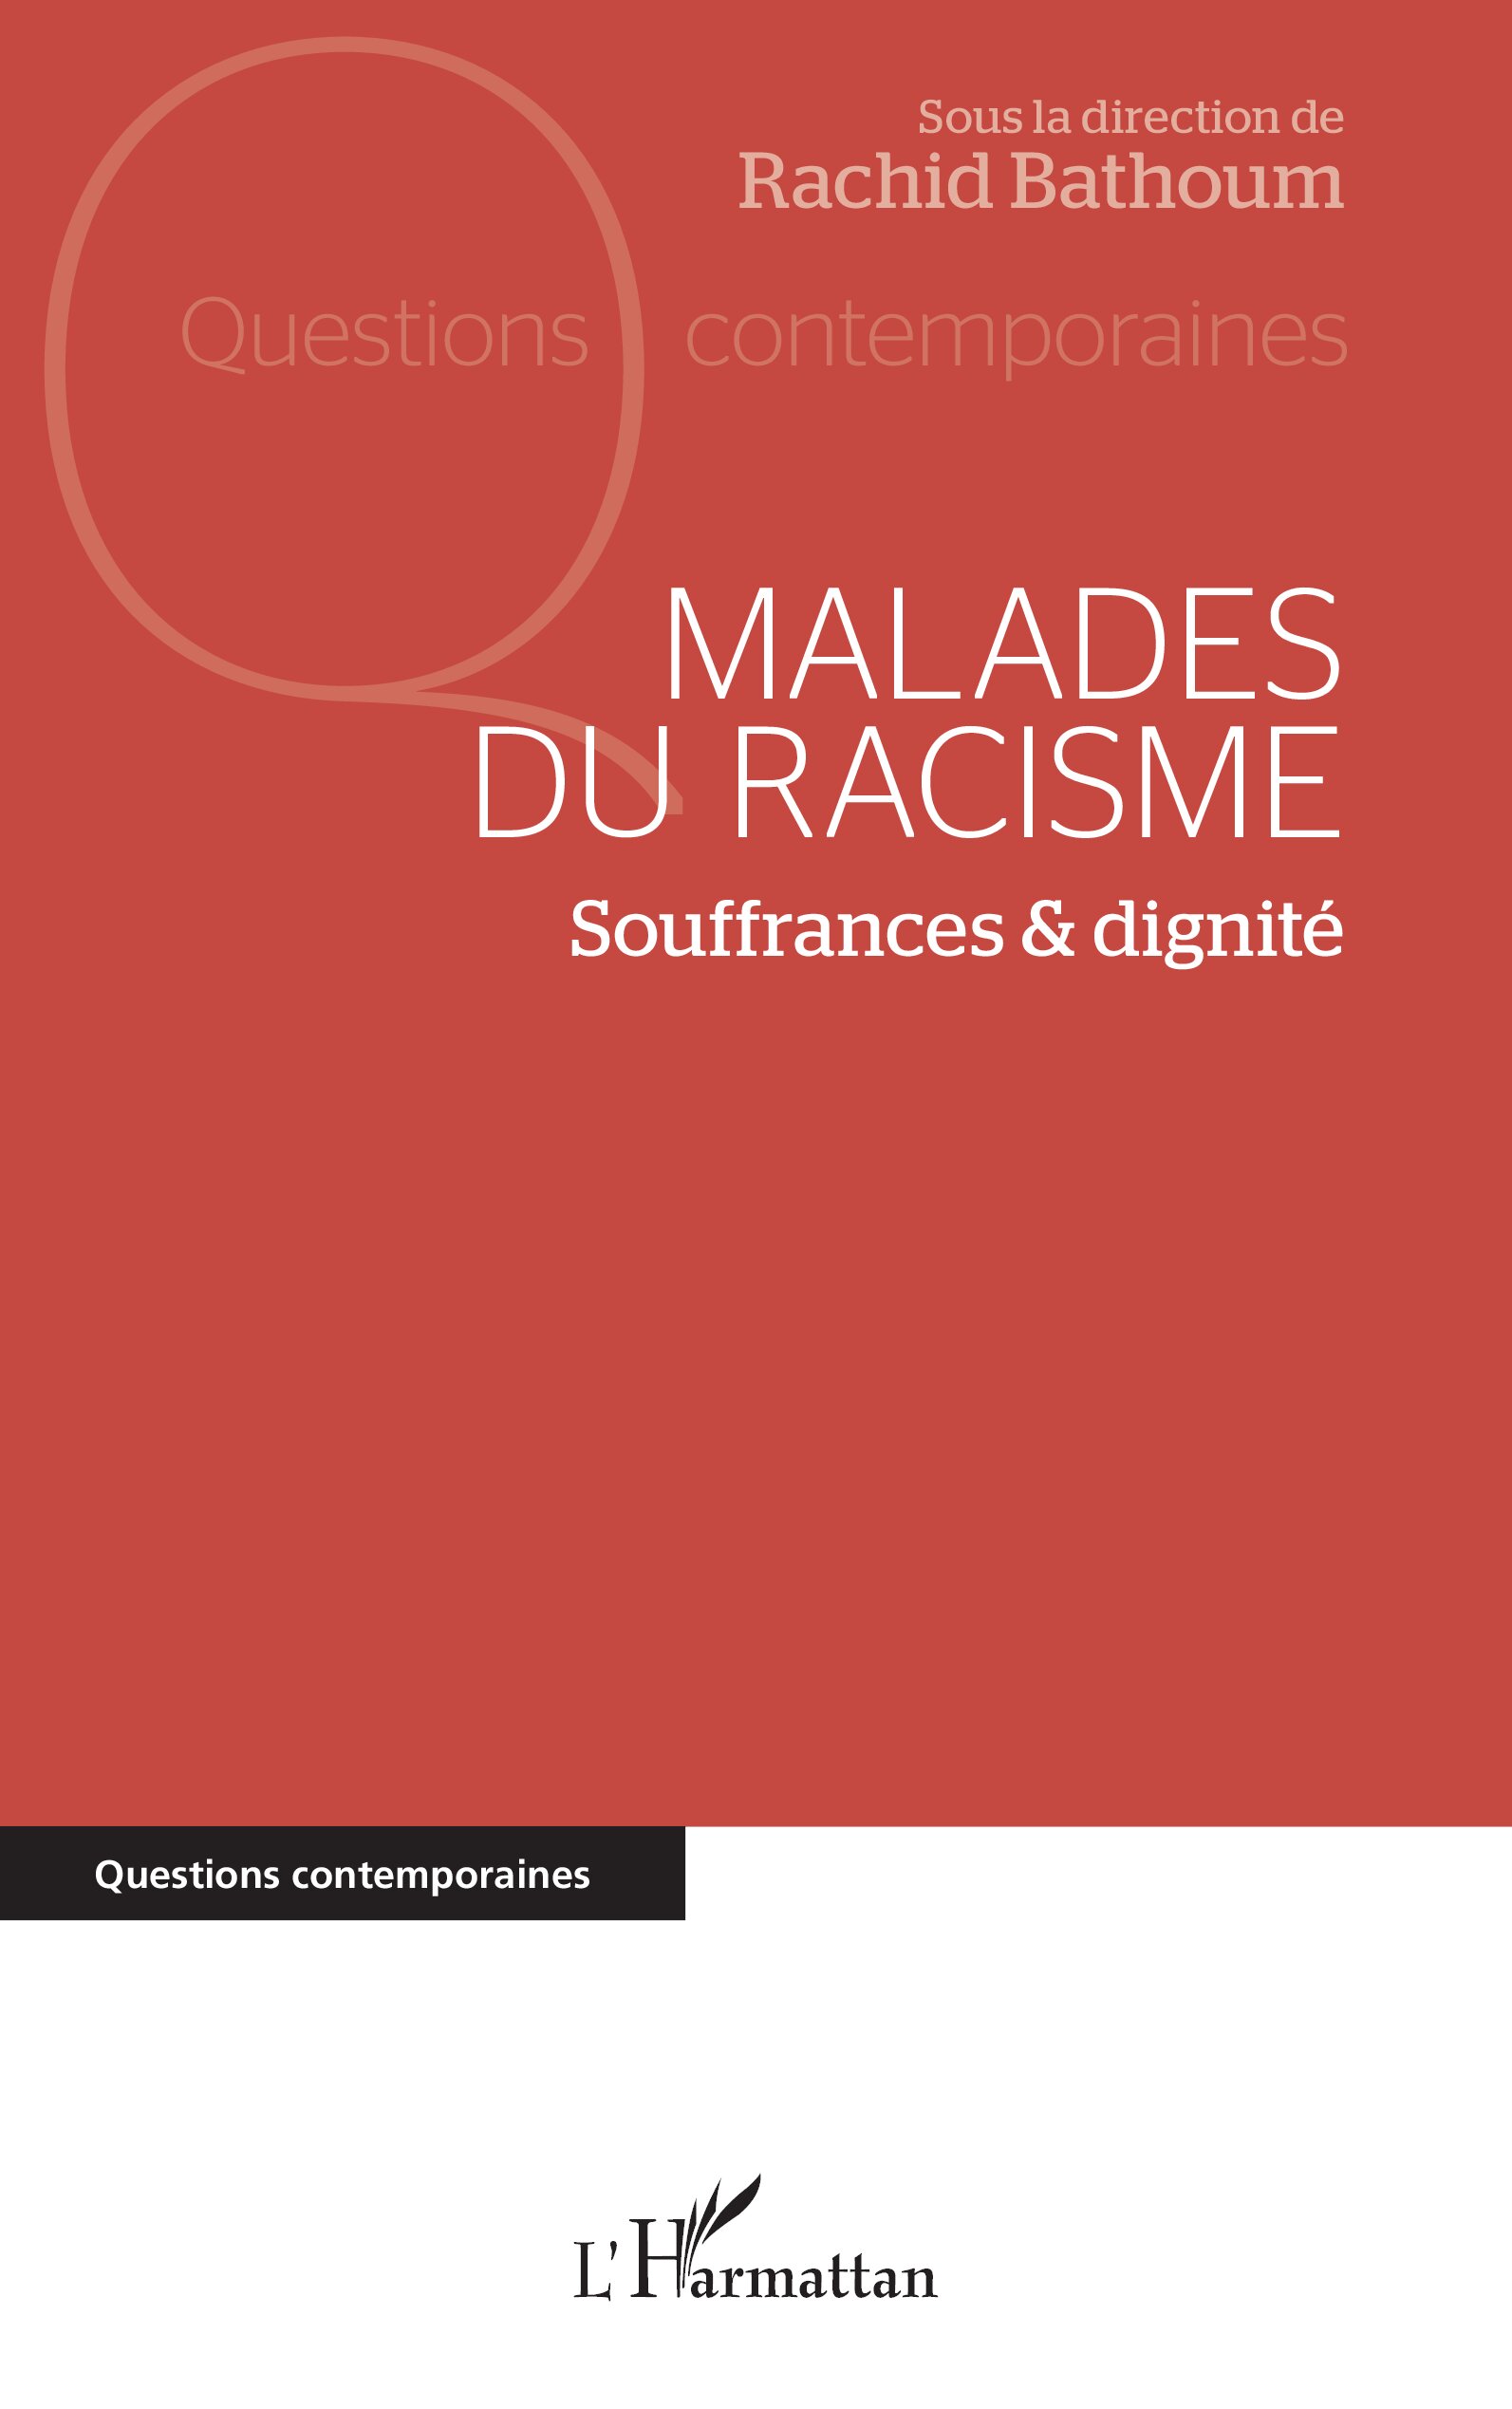 Sous la direction de
Rachid Bathoum
Questions contemporaines
MALADES
DU RACISME
Souffrances & dignité
Questions contemporaines
L'Harmattan